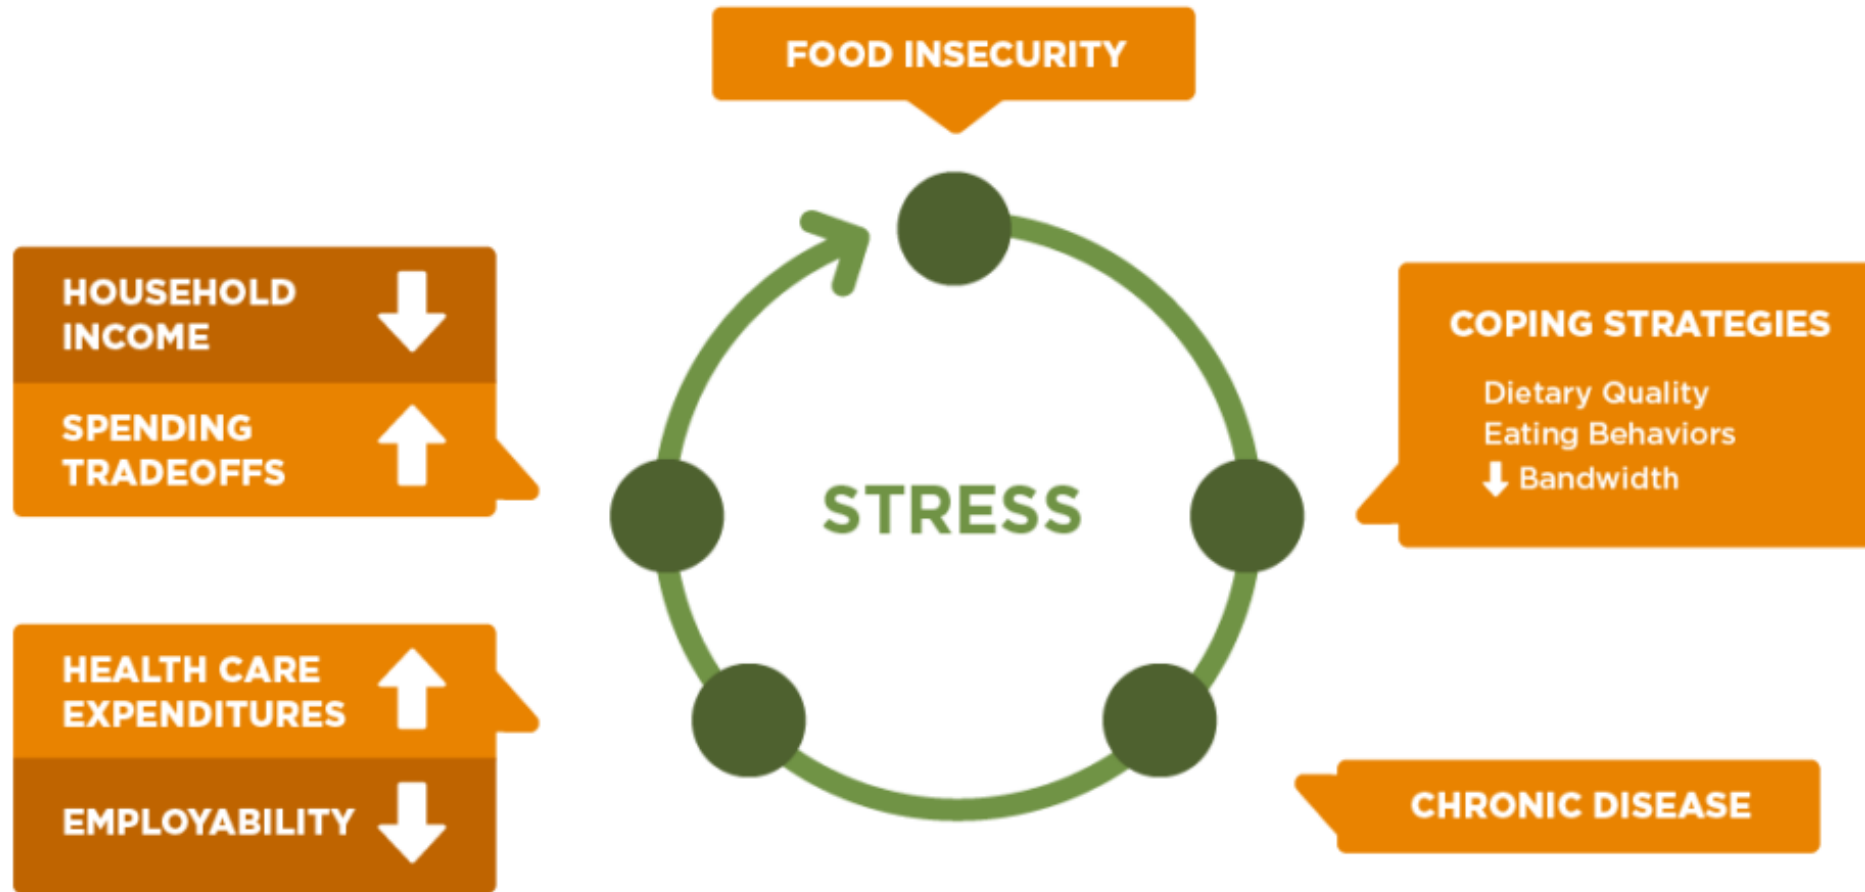 FOOD INSECURITY
COPING STRATEGIES
Dietary Quality
Eating Behaviors
Bandwidth
CHRONIC DISEASE
HEALTH CARE
EXPENDITURES
EMPLOYABILITY
HOUSEHOLD
INCOME
SPENDING
TRADEOFFS
STRESS